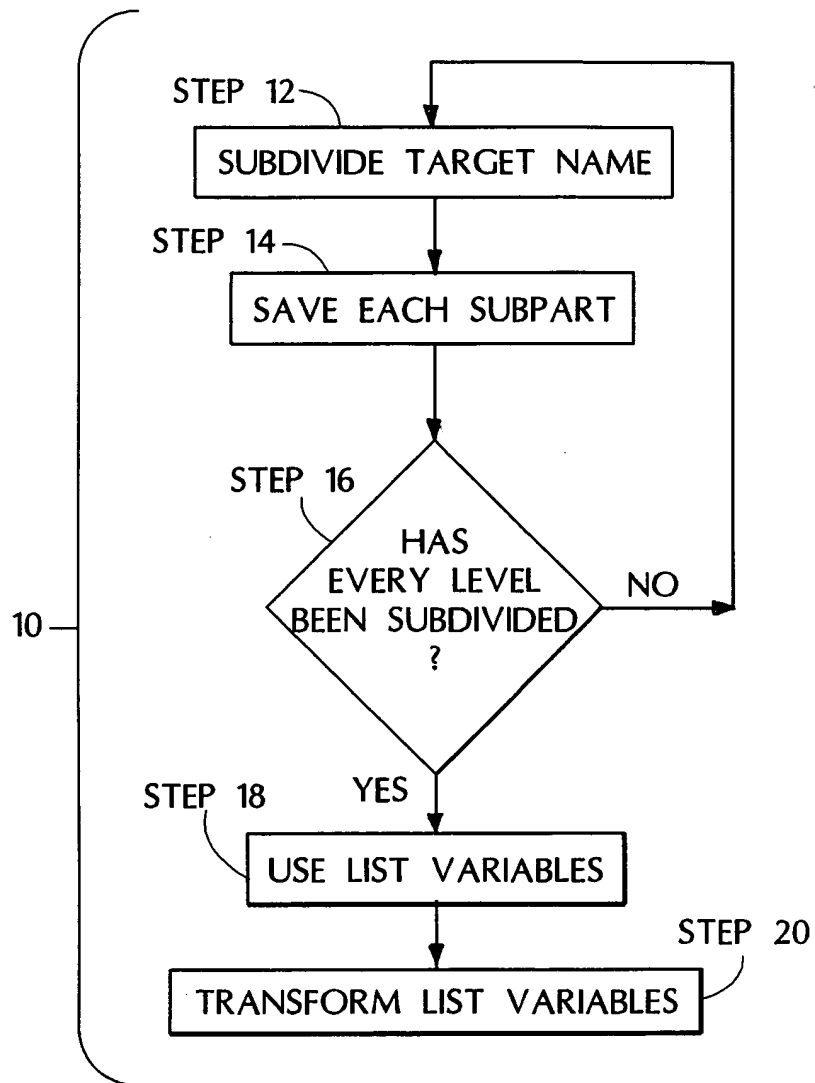 STEP 12
SUBDIVIDE TARGET NAME
STEP 14
SAVE EACH SUBPART
STEP 16
HAS
EVERY LEVEL
BEEN SUBDIVIDED
?
NO
10
YES
STEP 18
USE LIST VARIABLES
STEP 20
TRANSFORM LIST VARIABLES